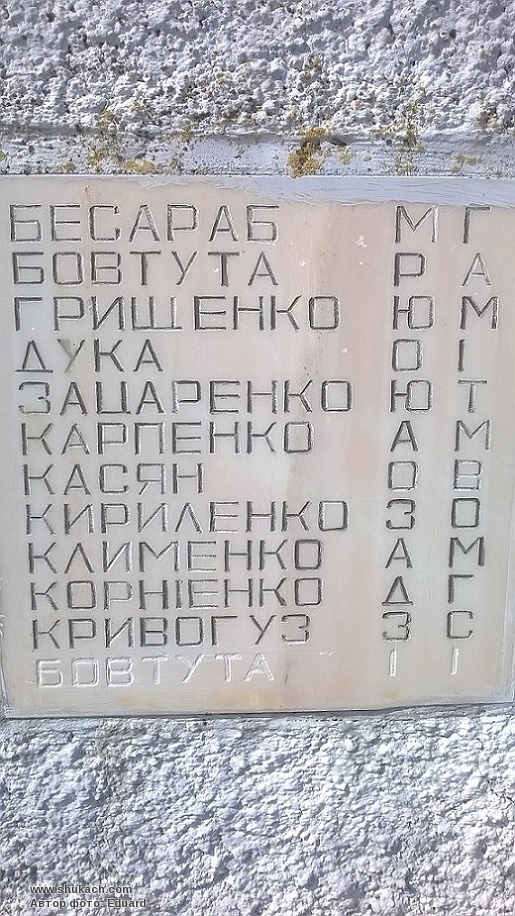 БЕСАРАБ М Г
БОВТУТА Р А
ГРИЩЕНКО Ю М
ДУКА О І
ЗАЦАРЕНКО Ю Т
КАРПЕНКО А М
КАСЯН О В
КИРИЛЕНКО З О
КЛИМЕНКО А М
КОРНІЕНКО Д Г
КРИВОГУЗ З С
БОВТУТА І І
www.shukach.com
Автор фото: Eduard